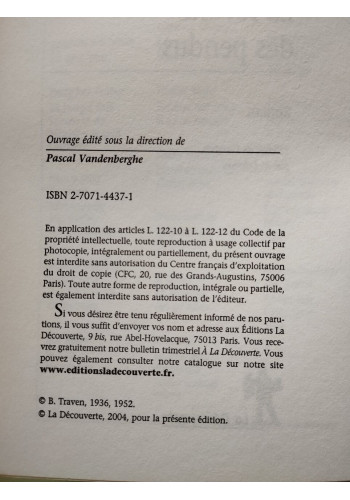 des pendus
Ouvrage édité sous la direction de
Pascal Vandenberghe
ISBN 2-7071-4437-1
En application des articles L. 122-10 à L. 122-12 du Code de la
propriété intellectuelle, toute reproduction à usage collectif par
photocopie, intégralement ou partiellement, du présent ouvrage
est interdite sans autorisation du Centre français d'exploitation
du droit de copie (CFC, 20, rue des Grands-Augustins, 75006
Paris). Toute autre forme de reproduction, intégrale ou partielle,
est également interdite sans autorisation de l'éditeur.
Si vous désirez être tenu régulièrement informé de nos paru-
tions, il vous suffit d'envoyer vos nom et adresse aux Éditions La
Découverte, 9 bis, rue Abel-Hovelacque, 75013 Paris. Vous rece-
vrez gratuitement notre bulletin trimestriel À La Découverte. Vous
pouvez également consulter notre catalogue sur notre site
www.editionsladecouverte.fr.
© B. Traven, 1936, 1952.
© La Découverte, 2004, pour la présente édition.